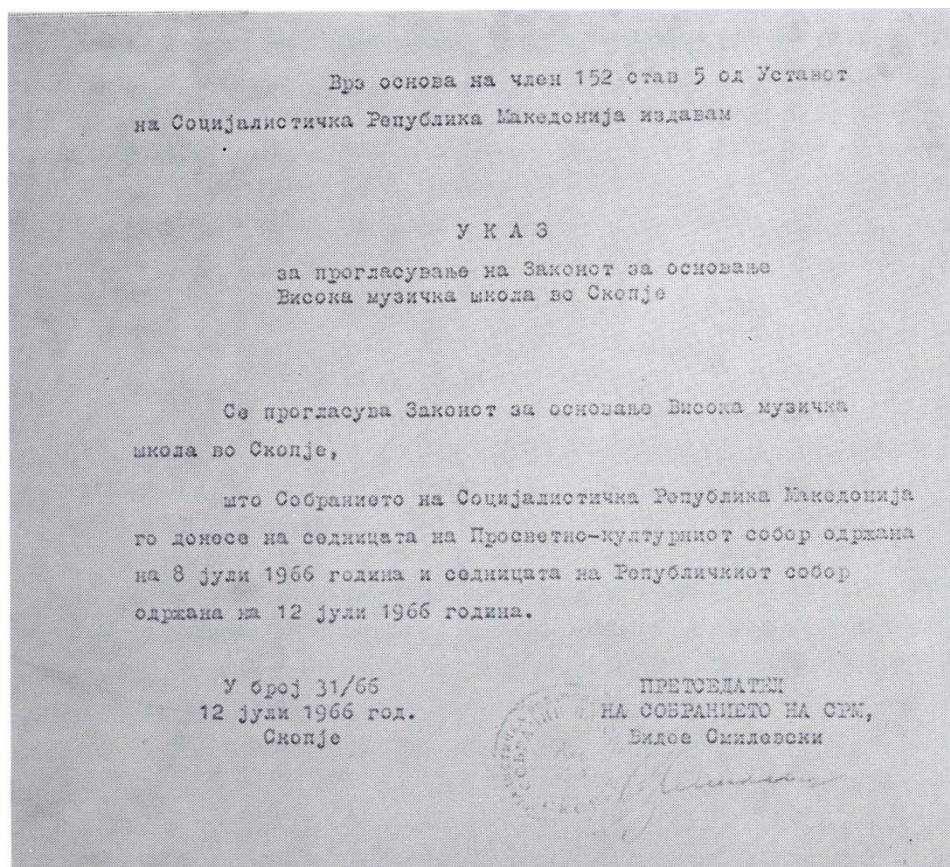 Врз основа на член 152 став 5 од Уставот
на Социјалистичка Република Македонија издавам
У К А З
за прогласување на Законот за основање
Висока музичка школа во Скопје
Се прогласува Законот за основање Висока музичка
школа во Скопје,
што Собранието на Социјалистичка Република Македонија
го донесе на седницата на Просветно-културниот собор одржана
на 8 јули 1966 година и седницата на Републичкиот собор
одржана на 12 јули 1966 година.
У број 31/66
12 јули 1966 год.
Скопје
ПРЕТСЕДАТЕЛ
НА СОБРАНИЕТО НА СРМ,
Видое Смилевски